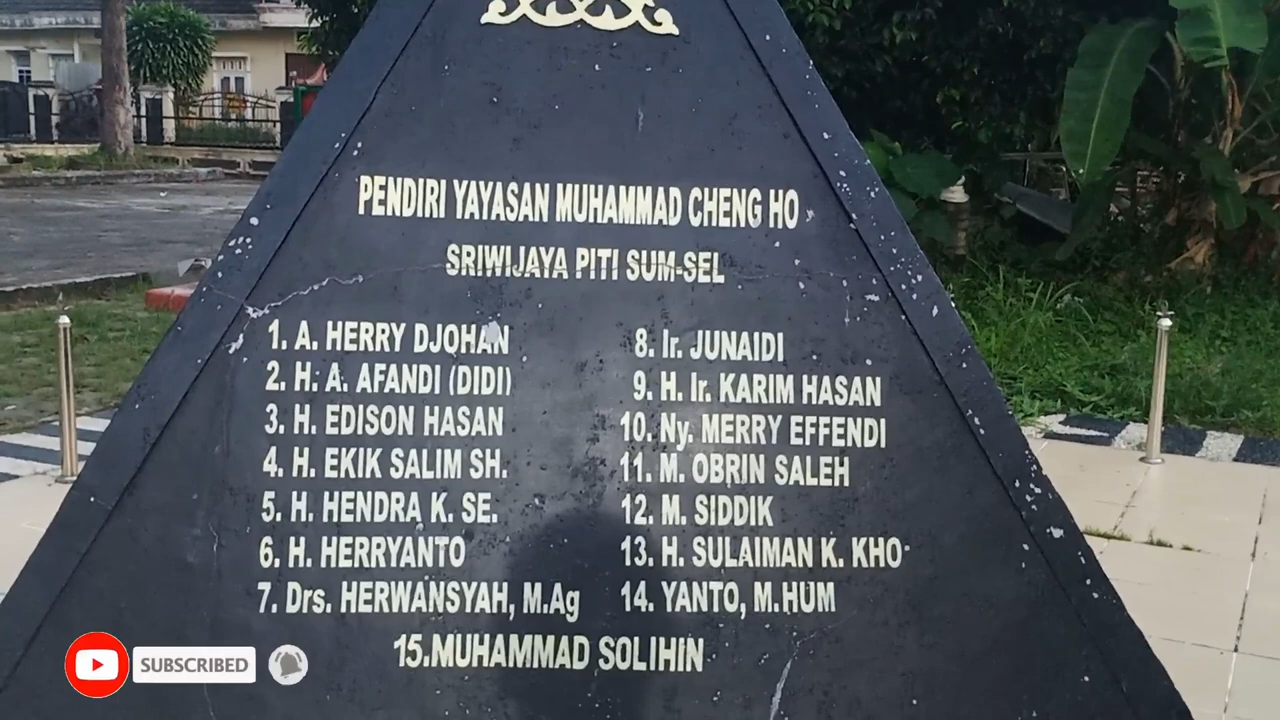 PENDIRI YAYASAN MUHAMMAD CHENG HO
SRIWIJAYA PITI SUM-SEL
1. A. HERRY DJOHAN
2. H. A. AFANDI (DIDI)
3. H. EDISON HASAN
4. H. EKIK SALIM SH.
5. H. HENDRA K. SE.
6. H. HERRYANTO
7. Drs. HERWANSYAH, M.Ag
8. Ir. JUNAIDI
9. H. Ir. KARIM HASAN
10. Ny. MERRY EFFENDI
11. M. OBRIN SALEH
12. M. SIDDIK
13. H. SULAIMAN K. KHO
14. YANTO, M.HUM
15.MUHAMMAD SOLIHIN
SUBSCRIBED